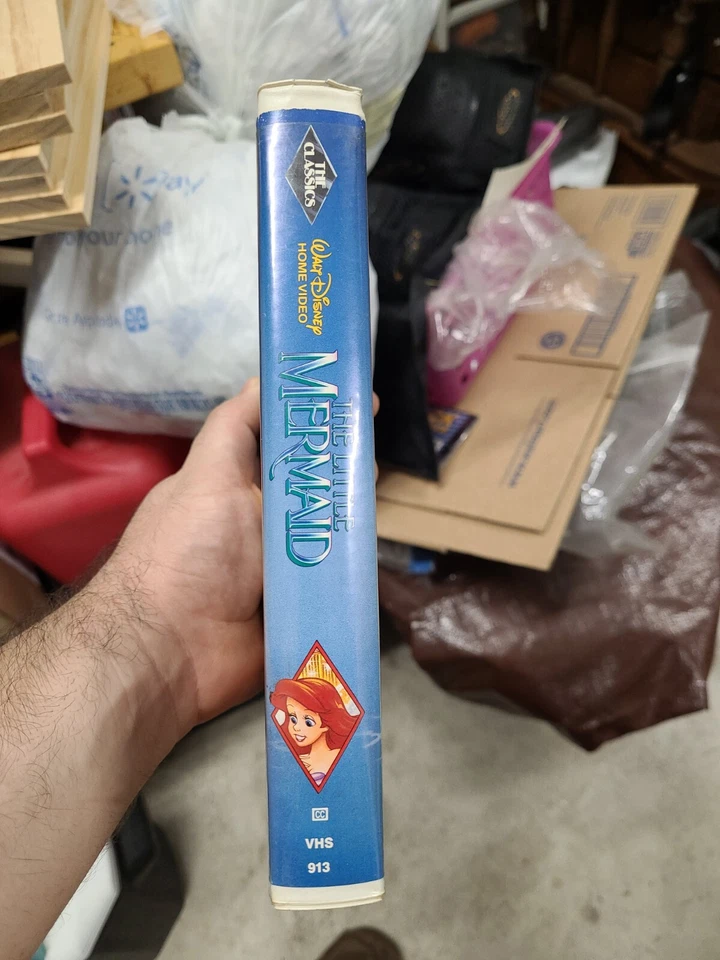 THE
CLASSICS
WALT DISNEY
HOME VIDEO
THE LITTLE
MERMAID
CC
VHS
913